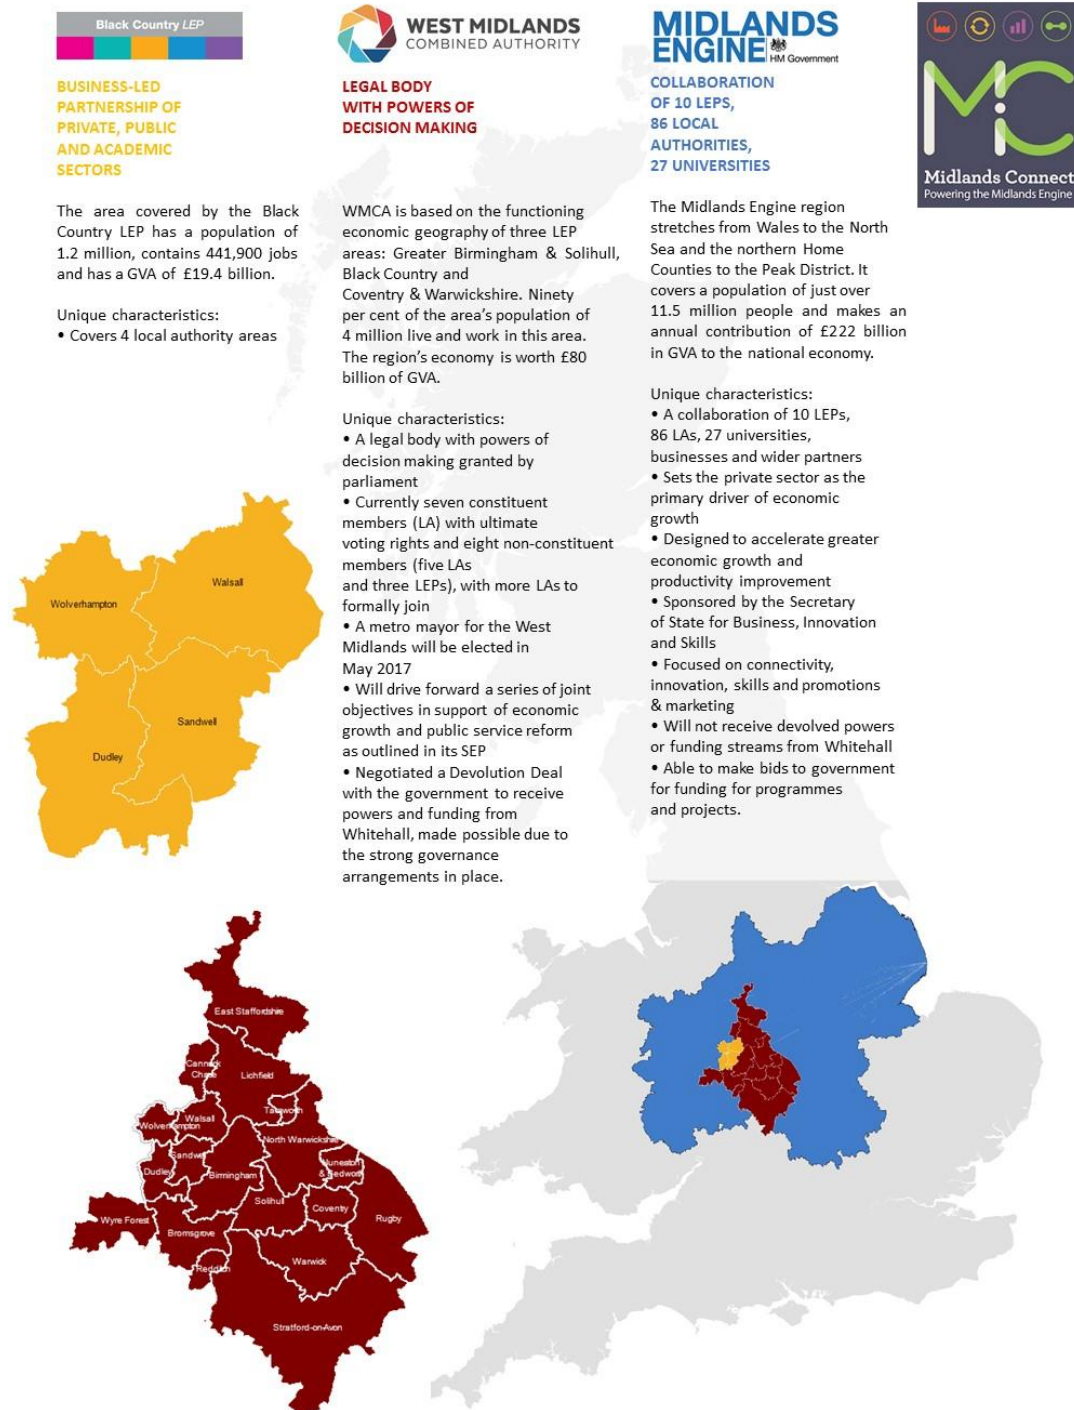 Black Country LEP
BUSINESS-LED
PARTNERSHIP OF
PRIVATE, PUBLIC
AND ACADEMIC
SECTORS
The area covered by the Black
Country LEP has a population of
1.2 million, contains 441,900 jobs
and has a GVA of £19.4 billion.
Unique characteristics:
• Covers 4 local authority areas
WEST MIDLANDS
COMBINED AUTHORITY
LEGAL BODY
WITH POWERS OF
DECISION MAKING
WMCA is based on the functioning
economic geography of three LEP
areas: Greater Birmingham & Solihull,
Black Country and
Coventry & Warwickshire. Ninety
per cent of the area's population of
4 million live and work in this area.
The region's economy is worth £80
billion of GVA.
Unique characteristics:
• A legal body with powers of
decision making granted by
parliament
• Currently seven constituent
members (LA) with ultimate
voting rights and eight non-constituent
members (five LAs
and three LEPs), with more LAs to
formally join
• A metro mayor for the West
Midlands will be elected in
May 2017
• Will drive forward a series of joint
objectives in support of economic
growth and public service reform
as outlined in its SEP
• Negotiated a Devolution Deal
with the government to receive
powers and funding from
Whitehall, made possible due to
the strong governance
arrangements in place.
MIDLANDS
ENGINE
HM Government
COLLABORATION
OF 10 LEPS,
86 LOCAL
AUTHORITIES,
27 UNIVERSITIES
The Midlands Engine region
stretches from Wales to the North
Sea and the northern Home
Counties to the Peak District. It
covers a population of just over
11.5 million people and makes an
annual contribution of £222 billion
in GVA to the national economy.
Unique characteristics:
• A collaboration of 10 LEPs,
86 LAs, 27 universities,
businesses and wider partners
• Sets the private sector as the
primary driver of economic
growth
• Designed to accelerate greater
economic growth and
productivity improvement
• Sponsored by the Secretary
of State for Business, Innovation
and Skills
• Focused on connectivity,
innovation, skills and promotions
& marketing
• Will not receive devolved powers
or funding streams from Whitehall
• Able to make bids to government
for funding for programmes
and projects.
MiC
Midlands Connect
Powering the Midlands Engine
Walsall
Wolverhampton
Sandwell
Dudley
East Staffordshire
Cannock
Chase
Lichfield
Tamworth
Walsall
Wolverhampton
North Warwickshire
Sandwell
Nuneaton
& Bedworth
Dudley
Birmingham
Solihull
Coventry
Rugby
Wyre Forest
Bromsgrove
Redditch
Warwick
Stratford-on-Avon